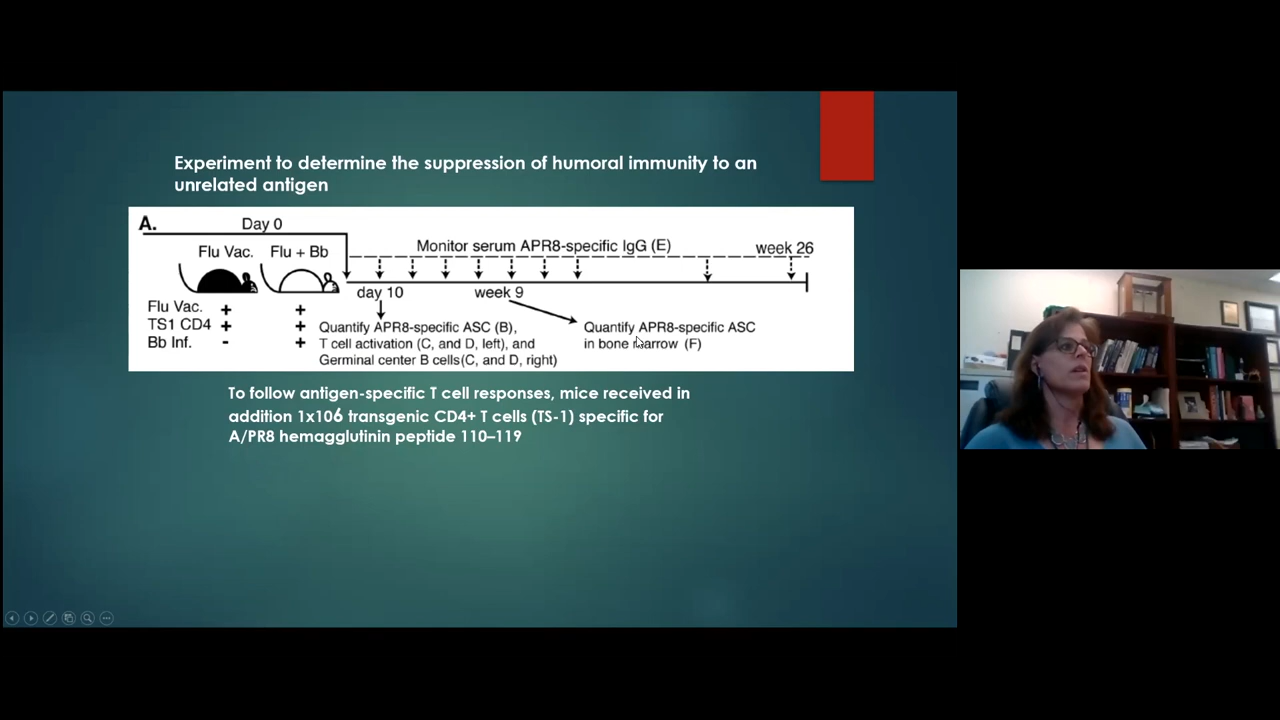 Experiment to determine the suppression of humoral immunity to an
unrelated antigen
A.
Day 0
Flu Vac.
Flu + Bb
Monitor serum APR8-specific IgG (E)
week 26
day 10
week 9
Flu Vac. + +
TS1 CD4 + +
Bb Inf. - +
Quantify APR8-specific ASC (B),
T cell activation (C, and D, left), and
Germinal center B cells(C, and D, right)
Quantify APR8-specific ASC
in bone marrow (F)
To follow antigen-specific T cell responses, mice received in
addition 1x106 transgenic CD4+ T cells (TS-1) specific for
A/PR8 hemagglutinin peptide 110–119